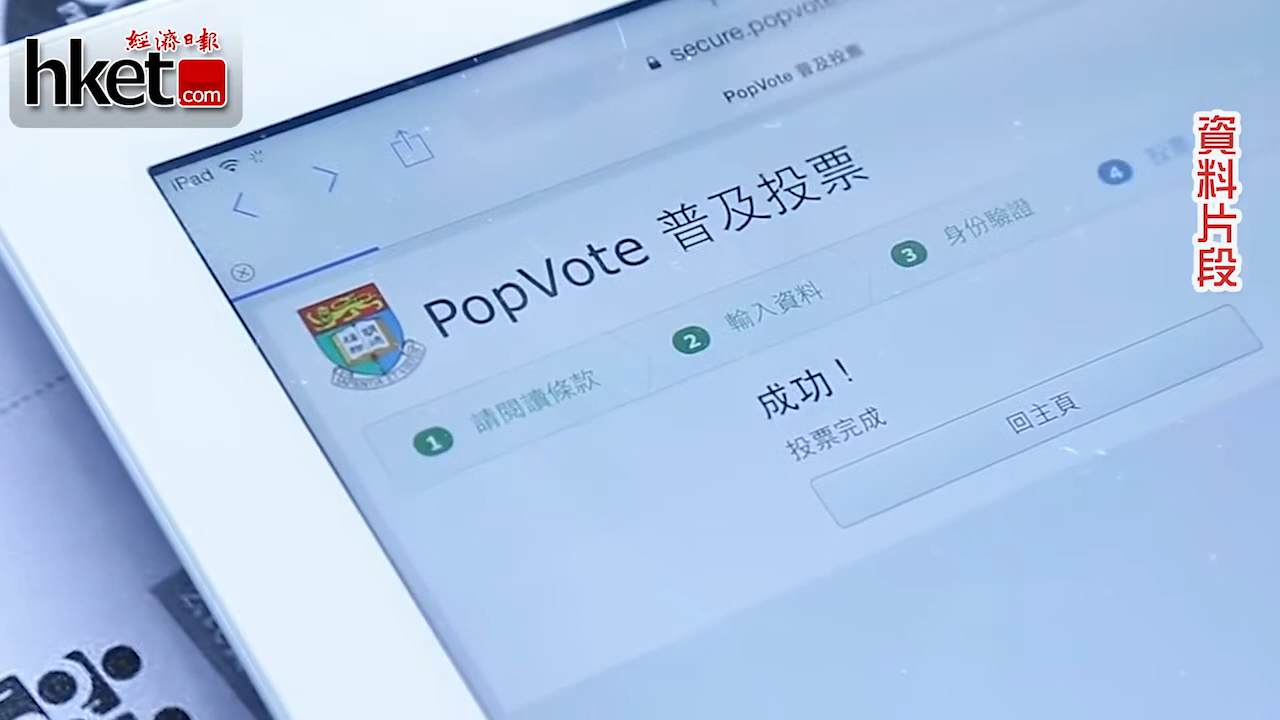 經濟日報
hket.com
資料片段
iPad
secure.popvote
PopVote 普及投票
PopVote 普及投票
1 請閱讀條款
2 輸入資料
3 身份驗證
4 投票
成功！
投票完成
回主頁